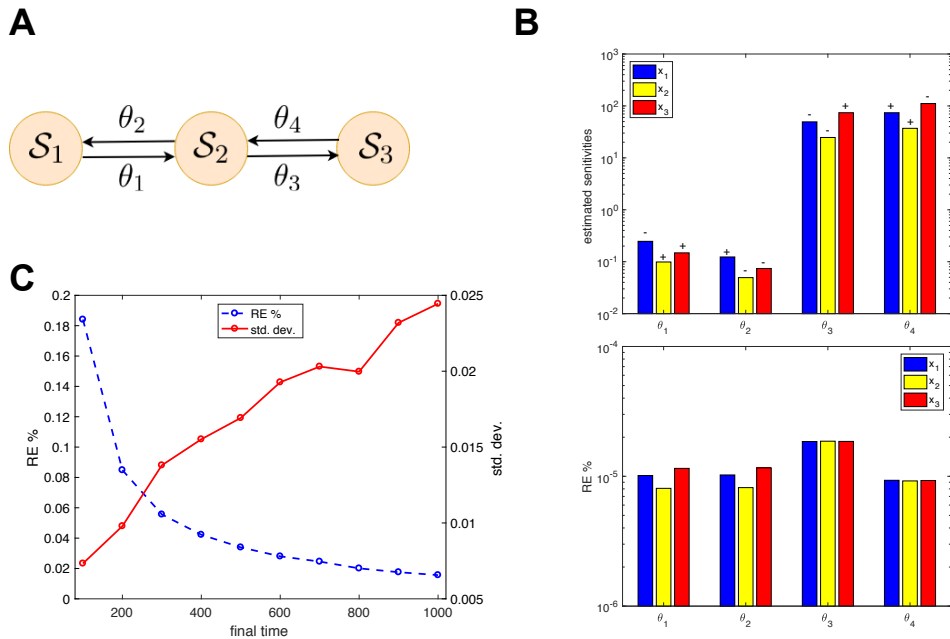 A
θ2
θ4
S1
S2
S3
θ1
θ3
B
10^3
10^2
10^1
10^0
10^-1
10^-2
estimated senitivities
x1
x2
x3
-
+
+
+
-
-
-
-
+
+
+
-
θ1
θ2
θ3
θ4
10^-4
10^-5
10^-6
RE %
x1
x2
x3
θ1
θ2
θ3
θ4
C
0.2
0.18
0.16
0.14
0.12
0.1
0.08
0.06
0.04
0.02
0
RE %
RE %
std. dev.
0.025
0.02
0.015
0.01
0.005
std. dev.
200
400
600
800
1000
final time